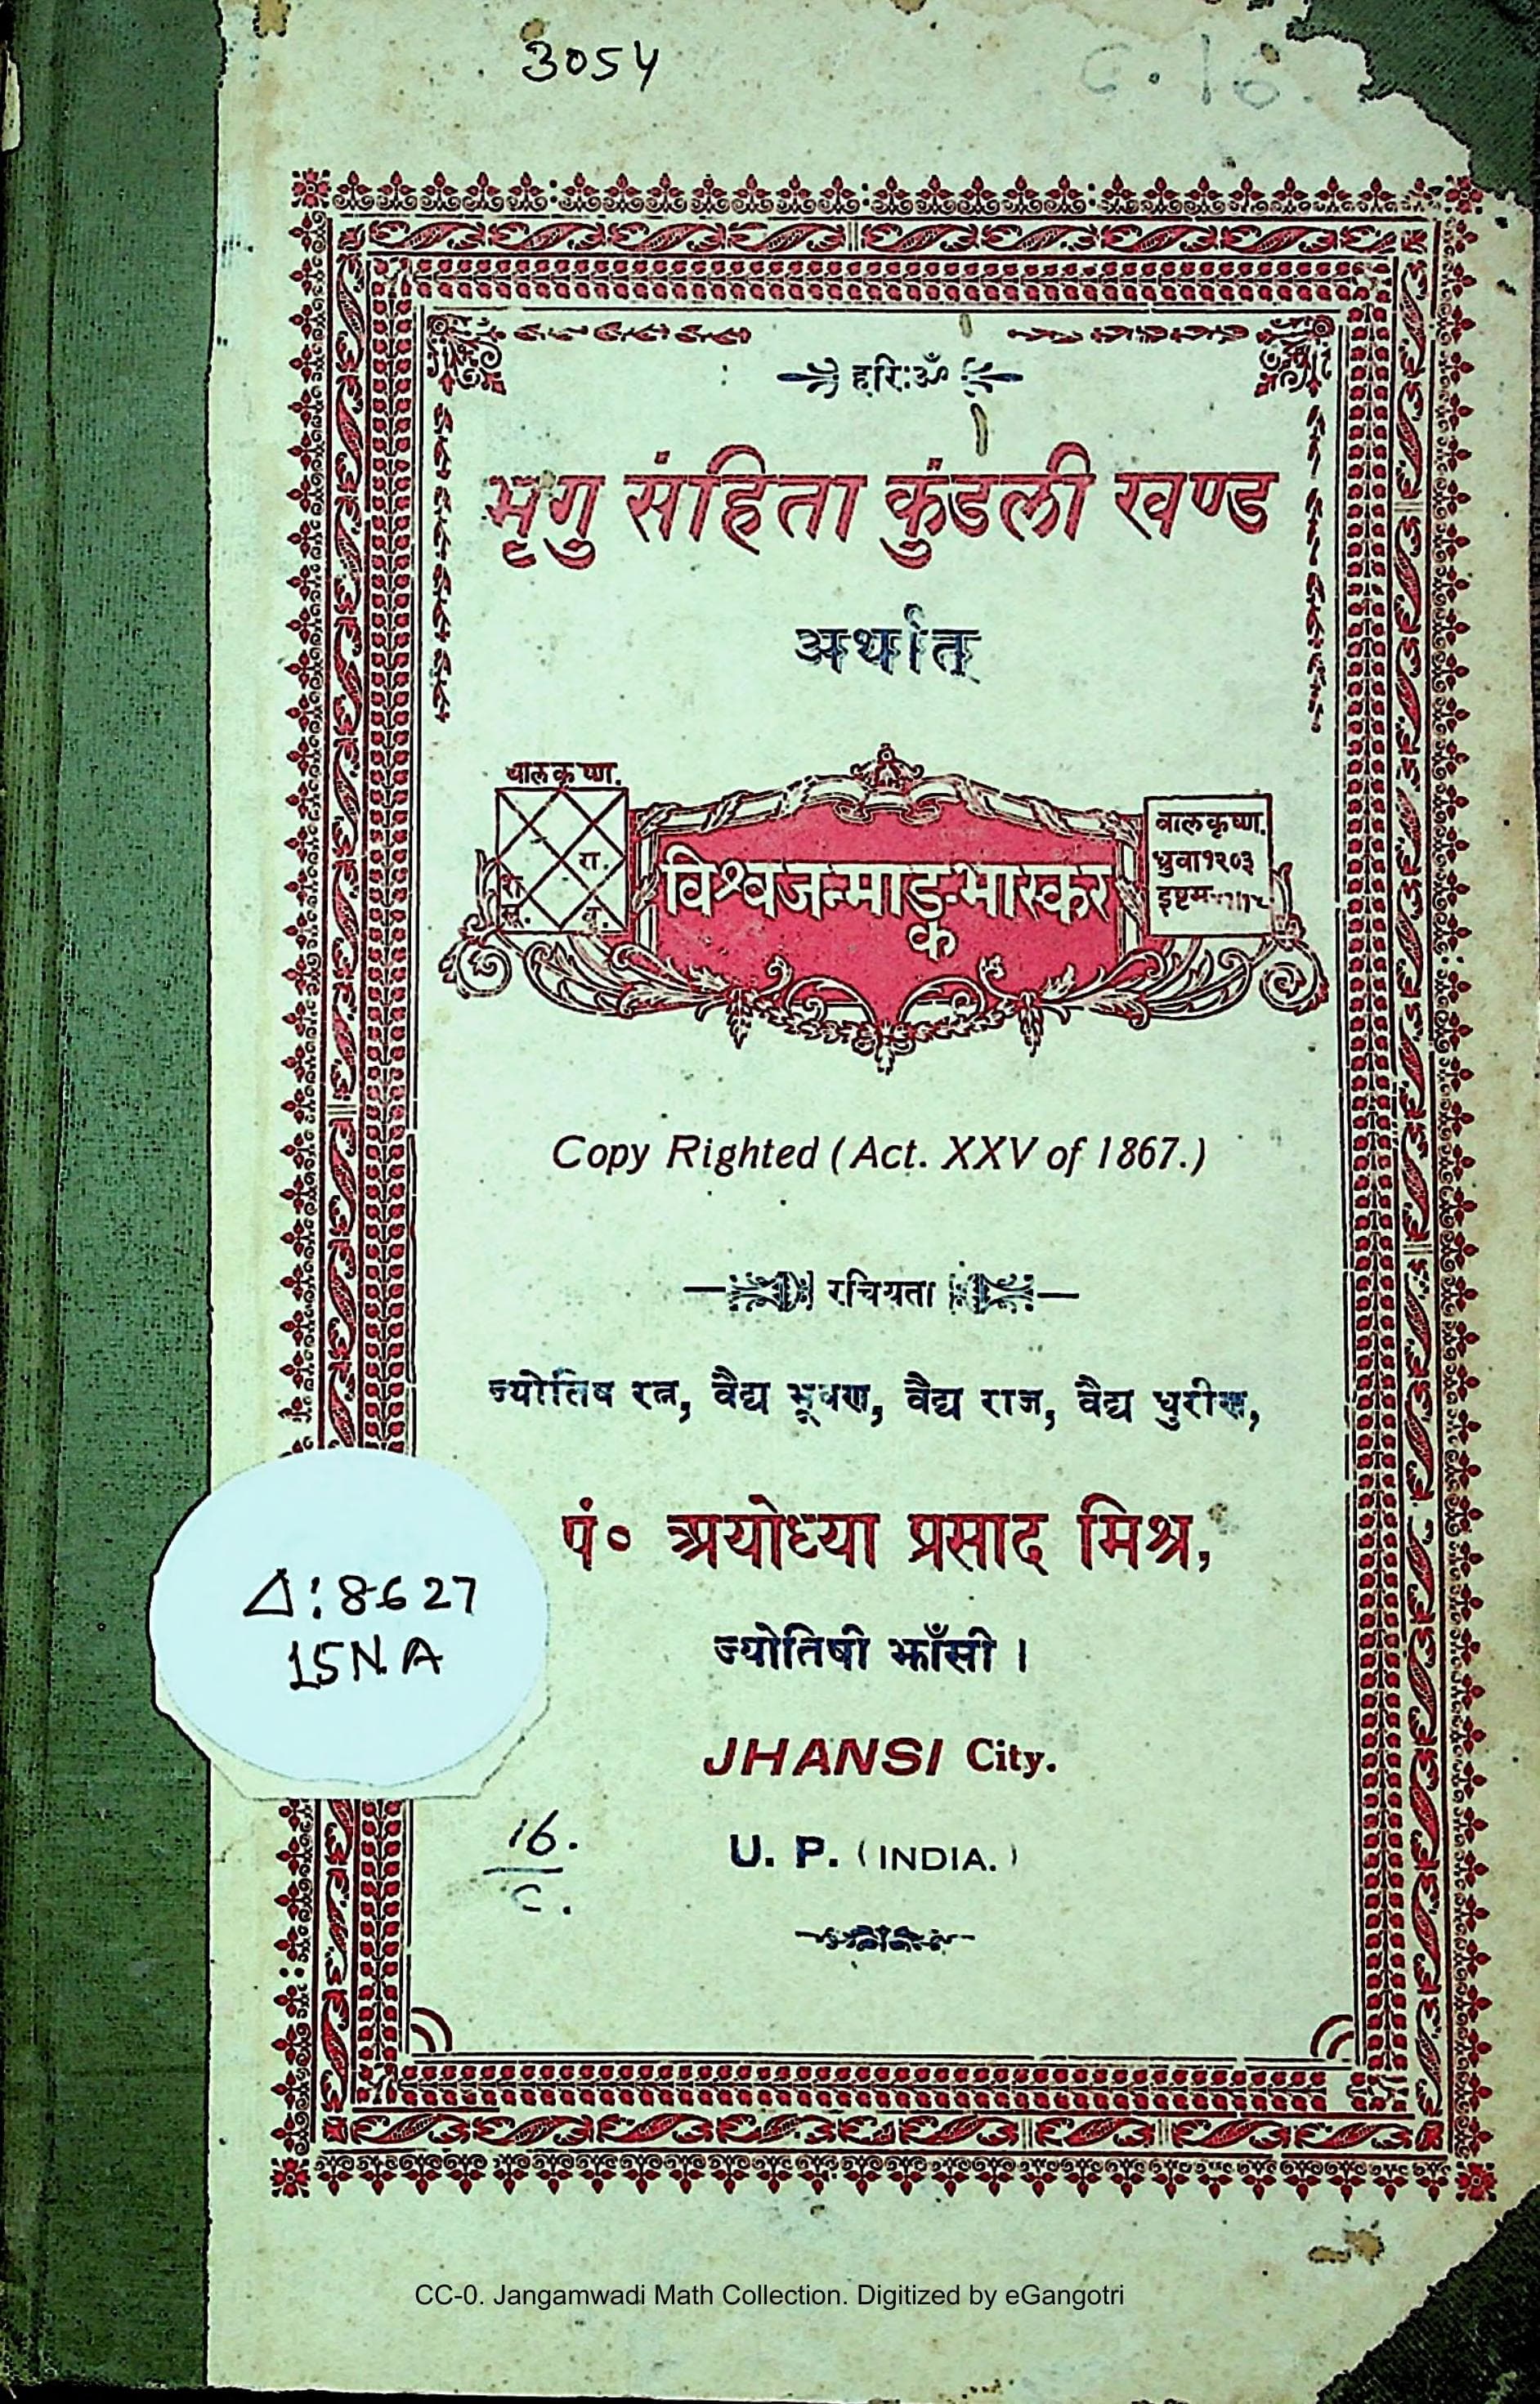 3054
C. 16.
हरिःॐ
भृगु संहिता कुंडली खण्ड
अर्थात्
बालकृष्ण.
रा.
विश्वजन्माङ्कभास्कर
बालकृष्ण.
ध्रुवा१२०३
Copy Righted (Act. XXV of 1867.)
रचियता
ज्योतिष रत्न, वैद्य भूषण, वैद्य राज, वैद्य धुरीण,
पं० अयोध्या प्रसाद मिश्र,
Δ:8627
15N.A
ज्योतिषी झाँसी ।
JHANSI City.
U. P. (INDIA.)
16.
C.
CC-0. Jangamwadi Math Collection. Digitized by eGangotri